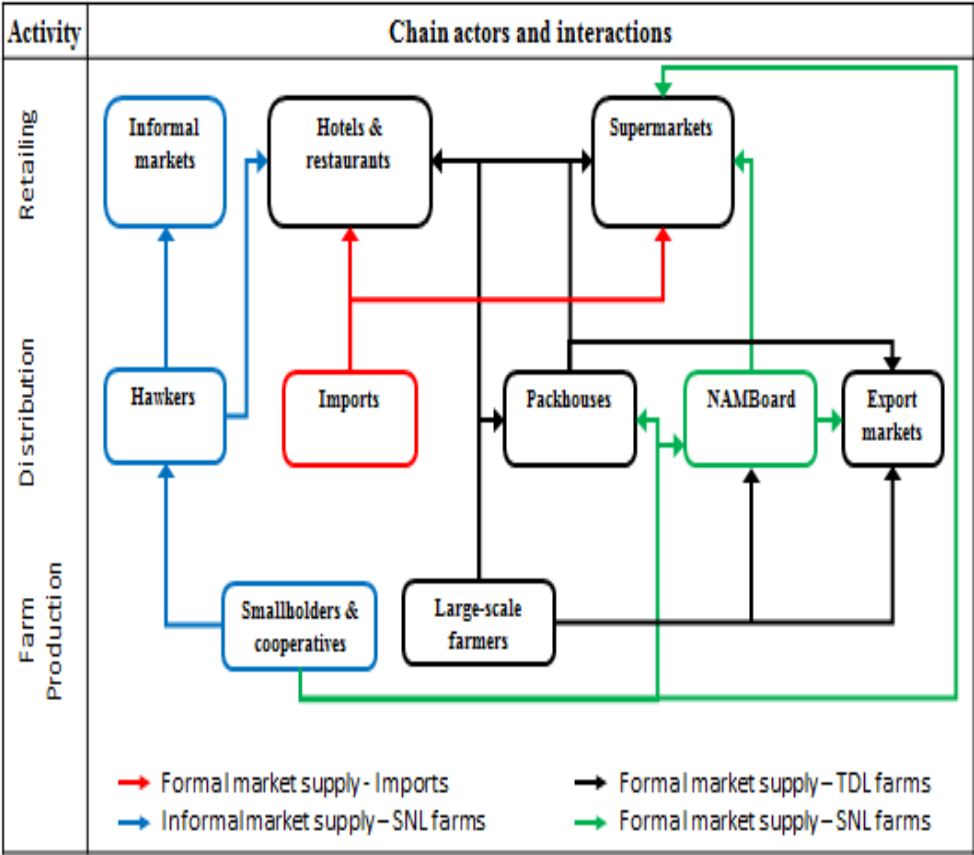 Activity
Chain actors and interactions
Retailing
Informal
markets
Hotels &
restaurants
Supermarkets
Distribution
Hawkers
Imports
Packhouses
NAMBoard
Export
markets
Farm
Production
Smallholders &
cooperatives
Large-scale
farmers
Formal market supply - Imports
Formal market supply – TDL farms
Informal market supply – SNL farms
Formal market supply – SNL farms